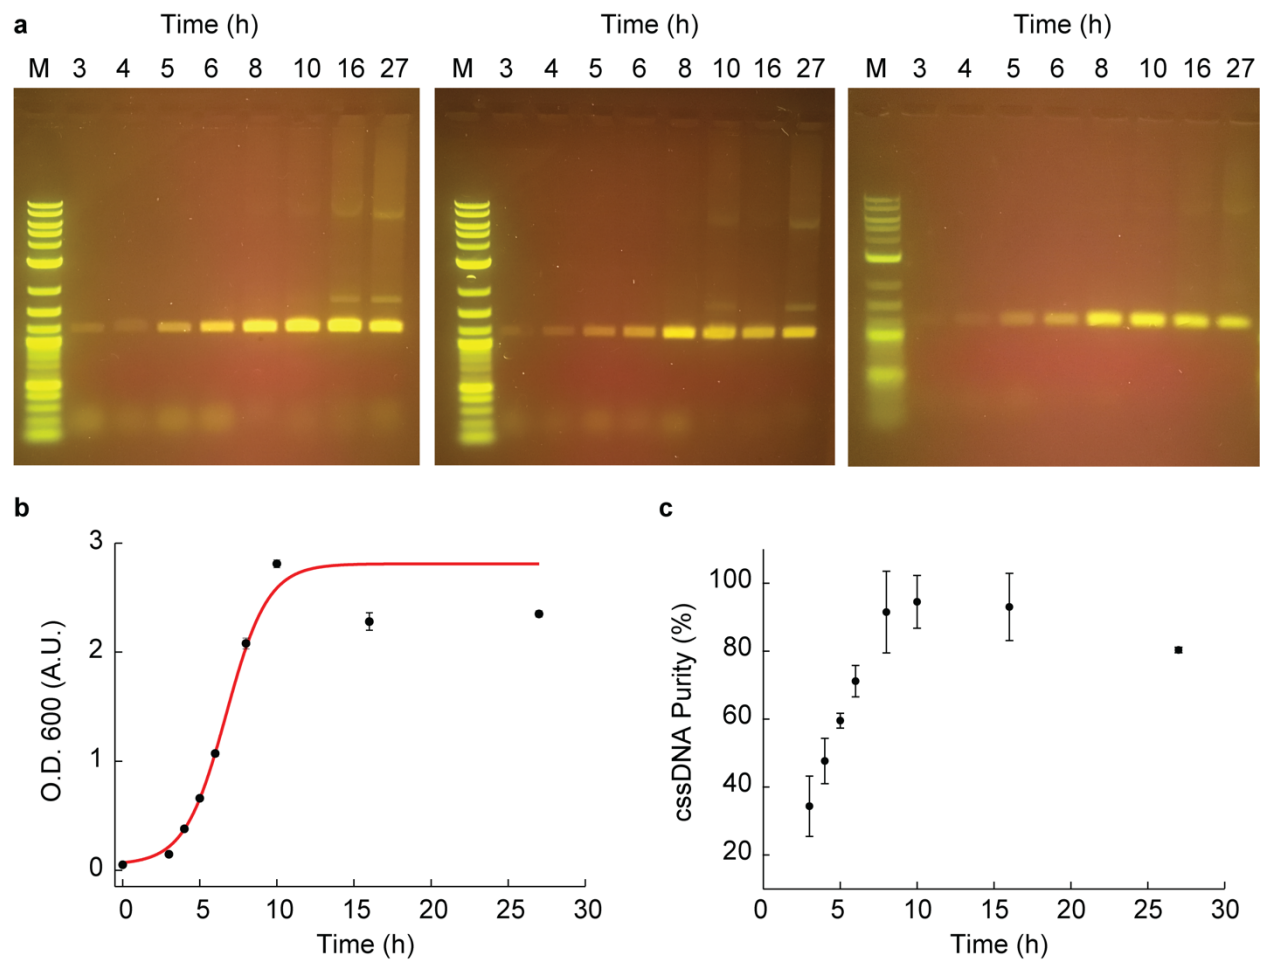 a
Time (h) Time (h) Time (h)
M 3 4 5 6 8 10 16 27 M 3 4 5 6 8 10 16 27 M 3 4 5 6 8 10 16 27
b
3
2
1
0
O.D. 600 (A.U.)
0 5 10 15 20 25 30
Time (h)
c
100
80
60
40
20
cssDNA Purity (%)
0 5 10 15 20 25 30
Time (h)